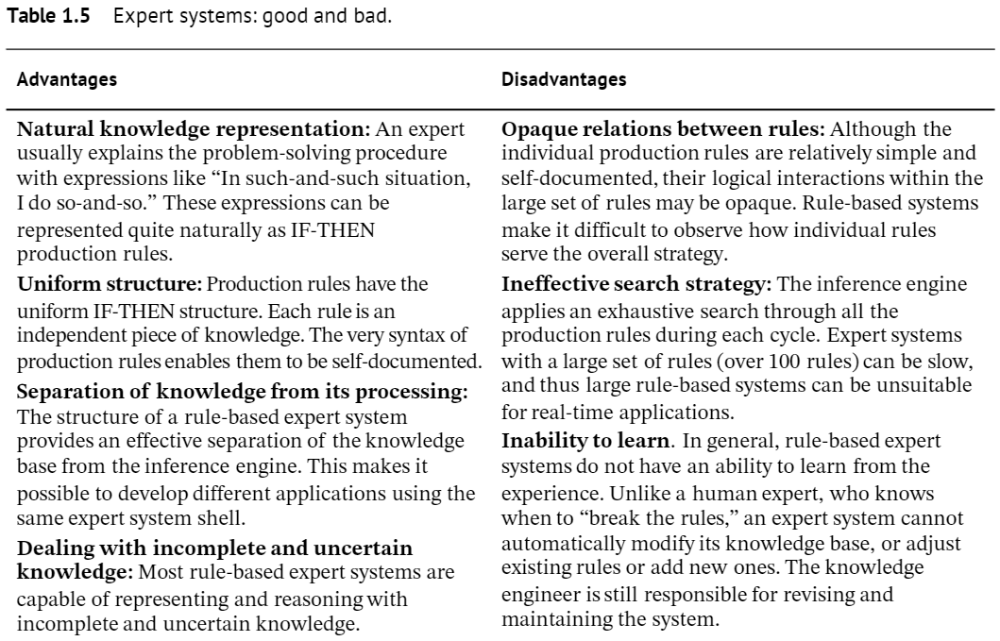 Table 1.5 Expert systems: good and bad.
Advantages
Natural knowledge representation: An expert
usually explains the problem-solving procedure
with expressions like “In such-and-such situation,
I do so-and-so.” These expressions can be
represented quite naturally as IF-THEN
production rules.
Uniform structure: Production rules have the
uniform IF-THEN structure. Each rule is an
independent piece of knowledge. The very syntax of
production rules enables them to be self-documented.
Separation of knowledge from its processing:
The structure of a rule-based expert system
provides an effective separation of the knowledge
base from the inference engine. This makes it
possible to develop different applications using the
same expert system shell.
Dealing with incomplete and uncertain
knowledge: Most rule-based expert systems are
capable of representing and reasoning with
incomplete and uncertain knowledge.
Disadvantages
Opaque relations between rules: Although the
individual production rules are relatively simple and
self-documented, their logical interactions within the
large set of rules may be opaque. Rule-based systems
make it difficult to observe how individual rules
serve the overall strategy.
Ineffective search strategy: The inference engine
applies an exhaustive search through all the
production rules during each cycle. Expert systems
with a large set of rules (over 100 rules) can be slow,
and thus large rule-based systems can be unsuitable
for real-time applications.
Inability to learn. In general, rule-based expert
systems do not have an ability to learn from the
experience. Unlike a human expert, who knows
when to “break the rules,” an expert system cannot
automatically modify its knowledge base, or adjust
existing rules or add new ones. The knowledge
engineer is still responsible for revising and
maintaining the system.